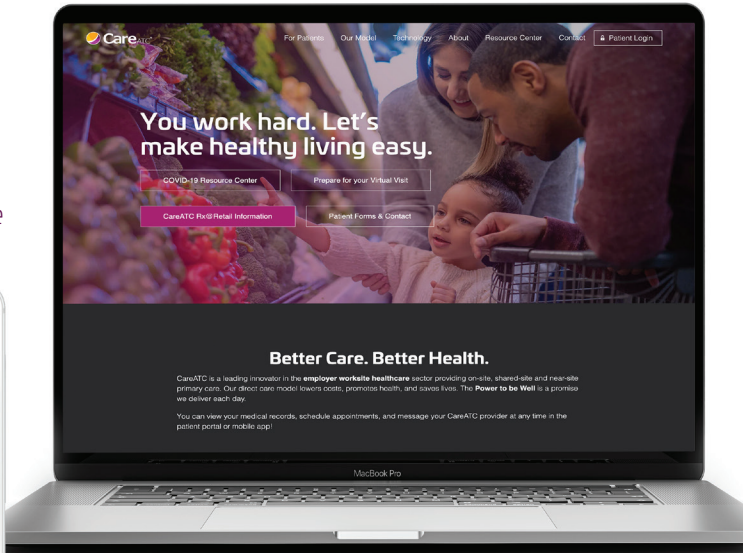 CareATC
For Patients Our Model Technology About Resource Center Contact Patient Login
You work hard. Let's
make healthy living easy.
COVID-19 Resource Center Prepare for your Virtual Visit
CareATC Rx@Retail Information Patient Forms & Contact
Better Care. Better Health.
CareATC is a leading innovator in the employer worksite healthcare sector providing on-site, shared-site and near-site
primary care. Our direct care model lowers costs, promotes health, and saves lives. The Power to be Well is a promise
we deliver each day.
You can view your medical records, schedule appointments, and message your CareATC provider at any time in the
patient portal or mobile app!
MacBook Pro